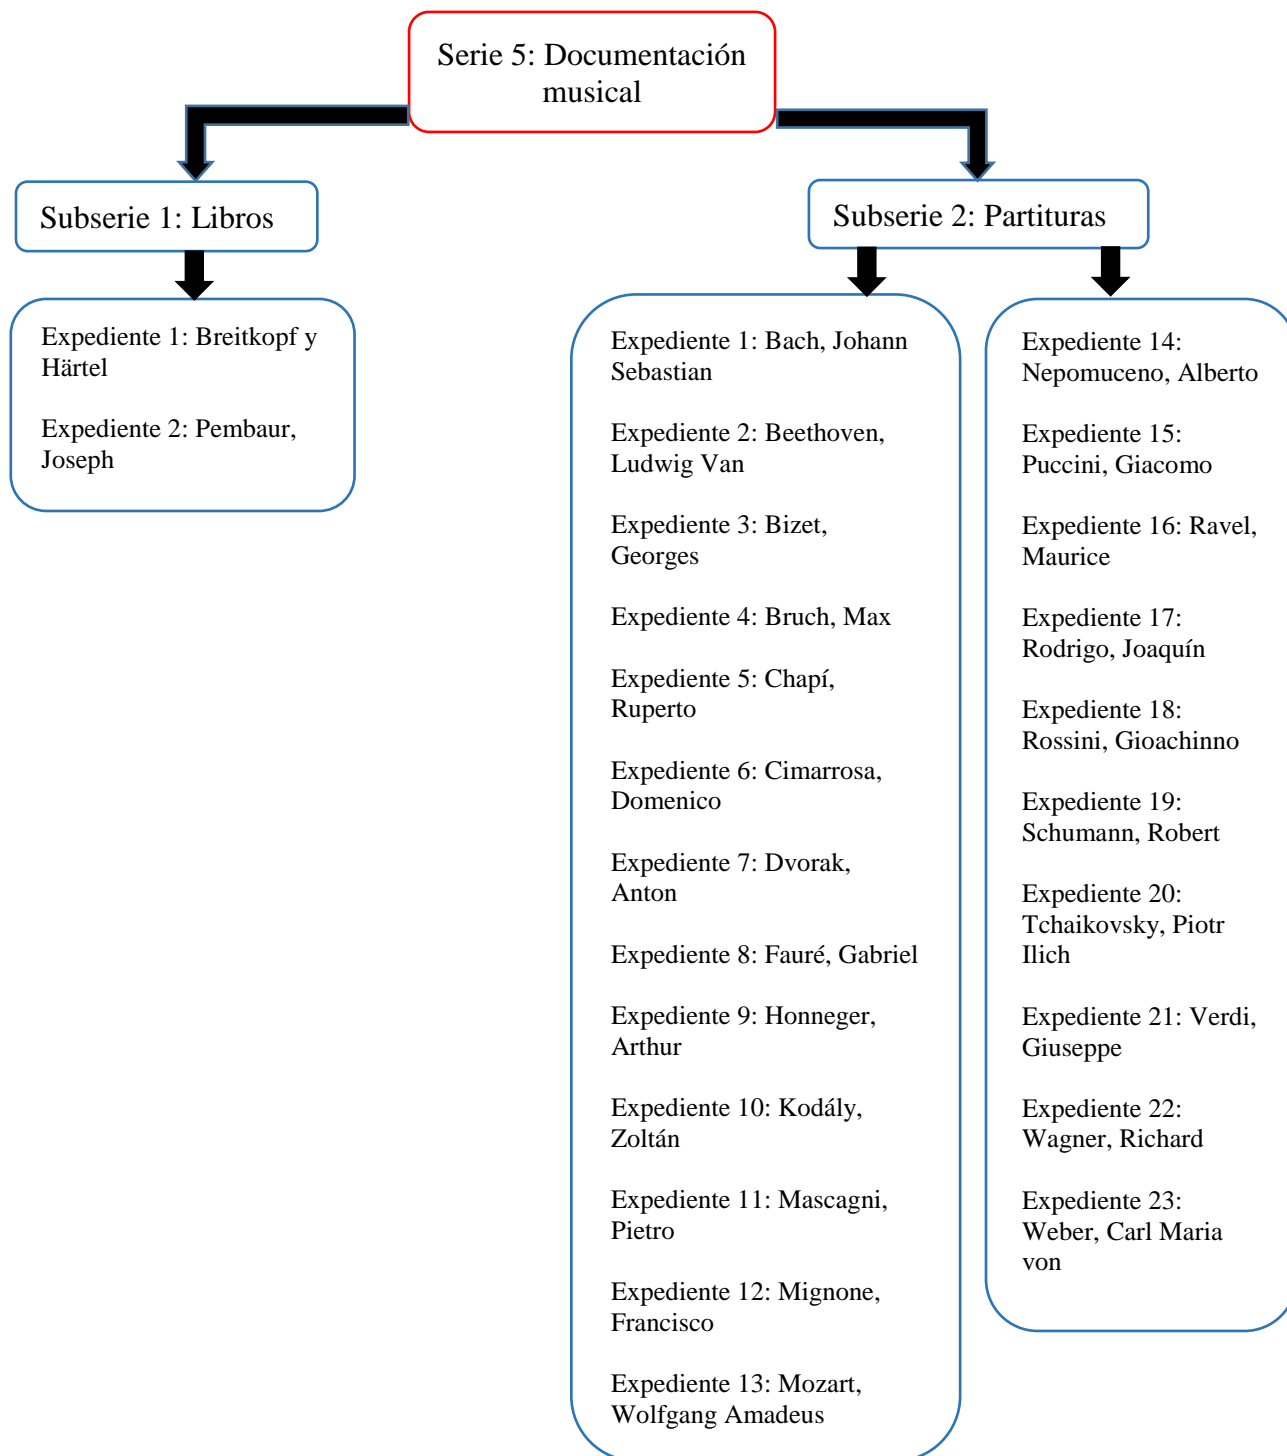 Serie 5: Documentación
musical
Subserie 1: Libros
Subserie 2: Partituras
Expediente 1: Breitkopf y
Härtel
Expediente 2: Pembaur,
Joseph
Expediente 1: Bach, Johann
Sebastian
Expediente 2: Beethoven,
Ludwig Van
Expediente 3: Bizet,
Georges
Expediente 4: Bruch, Max
Expediente 5: Chapí,
Ruperto
Expediente 6: Cimarrosa,
Domenico
Expediente 7: Dvorak,
Anton
Expediente 8: Fauré, Gabriel
Expediente 9: Honneger,
Arthur
Expediente 10: Kodály,
Zoltán
Expediente 11: Mascagni,
Pietro
Expediente 12: Mignone,
Francisco
Expediente 13: Mozart,
Wolfgang Amadeus
Expediente 14:
Nepomuceno, Alberto
Expediente 15:
Puccini, Giacomo
Expediente 16: Ravel,
Maurice
Expediente 17:
Rodrigo, Joaquín
Expediente 18:
Rossini, Gioachinno
Expediente 19:
Schumann, Robert
Expediente 20:
Tchaikovsky, Piotr
Ilich
Expediente 21: Verdi,
Giuseppe
Expediente 22:
Wagner, Richard
Expediente 23:
Weber, Carl Maria
von